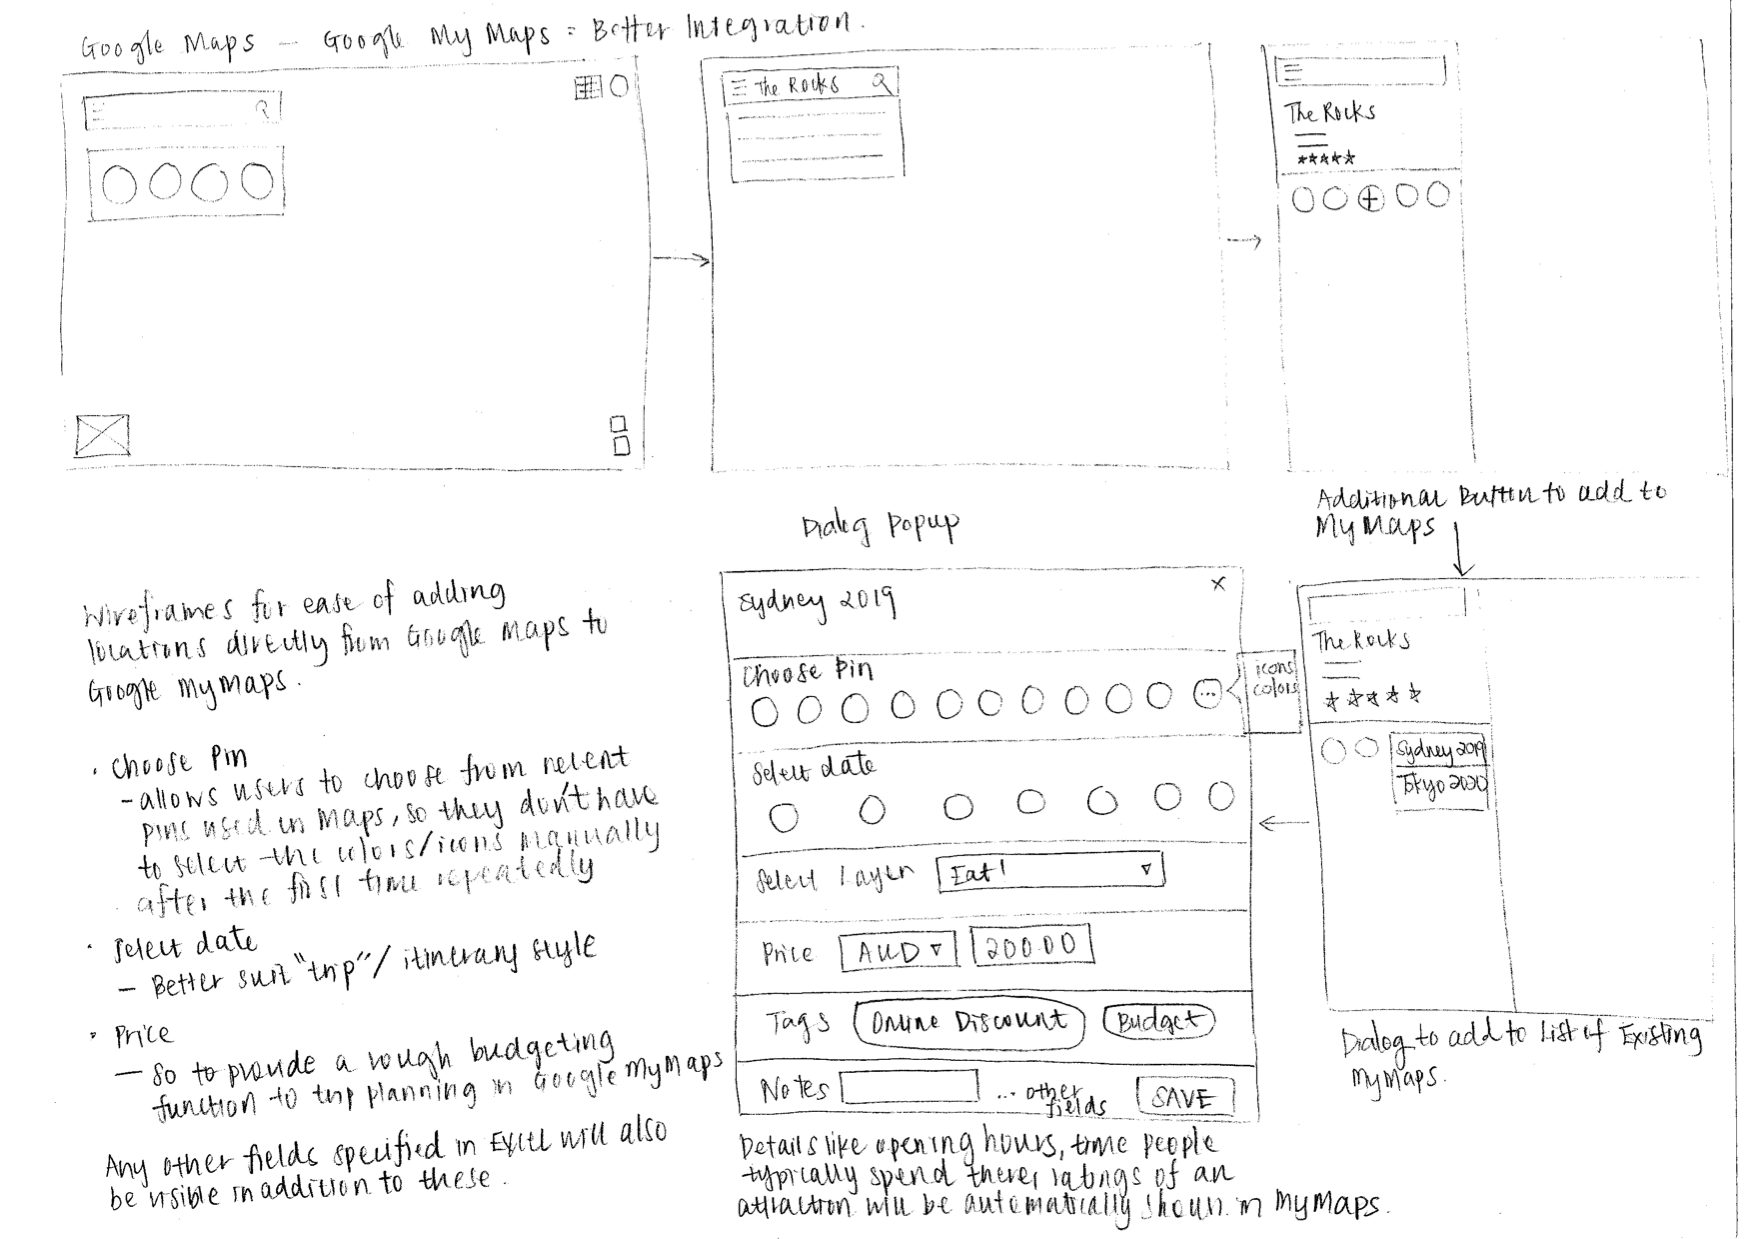 Google Maps - Google My Maps = Better Integration.
The Rocks
The Rocks
Additional Button to add to
My Maps
Dialog Popup
Wireframes for ease of adding
locations directly from Google Maps to
Google MyMaps.
· Choose Pin
- allows users to choose from recent
pins used in Maps, so they don't have
to select the colors/icons manually
after the first time repeatedly
· Select date
- Better suit "trip"/ itinerary style
· Price
- So to provide a rough budgeting
function to trip planning in Google MyMaps
Any other fields specified in Excel will also
be visible in addition to these.
Sydney 2019 X
Choose Pin
...
icons
colors
Select date
Select Layer Eat!
Price AUD 200.00
Tags Online Discount Budget
Notes ... other
fields
SAVE
Details like opening hours, time people
typically spend there, ratings of an
attraction will be automatically shown in MyMaps.
The Rocks
Sydney 2019
Tokyo 2020
Dialog to add to List of Existing
MyMaps.